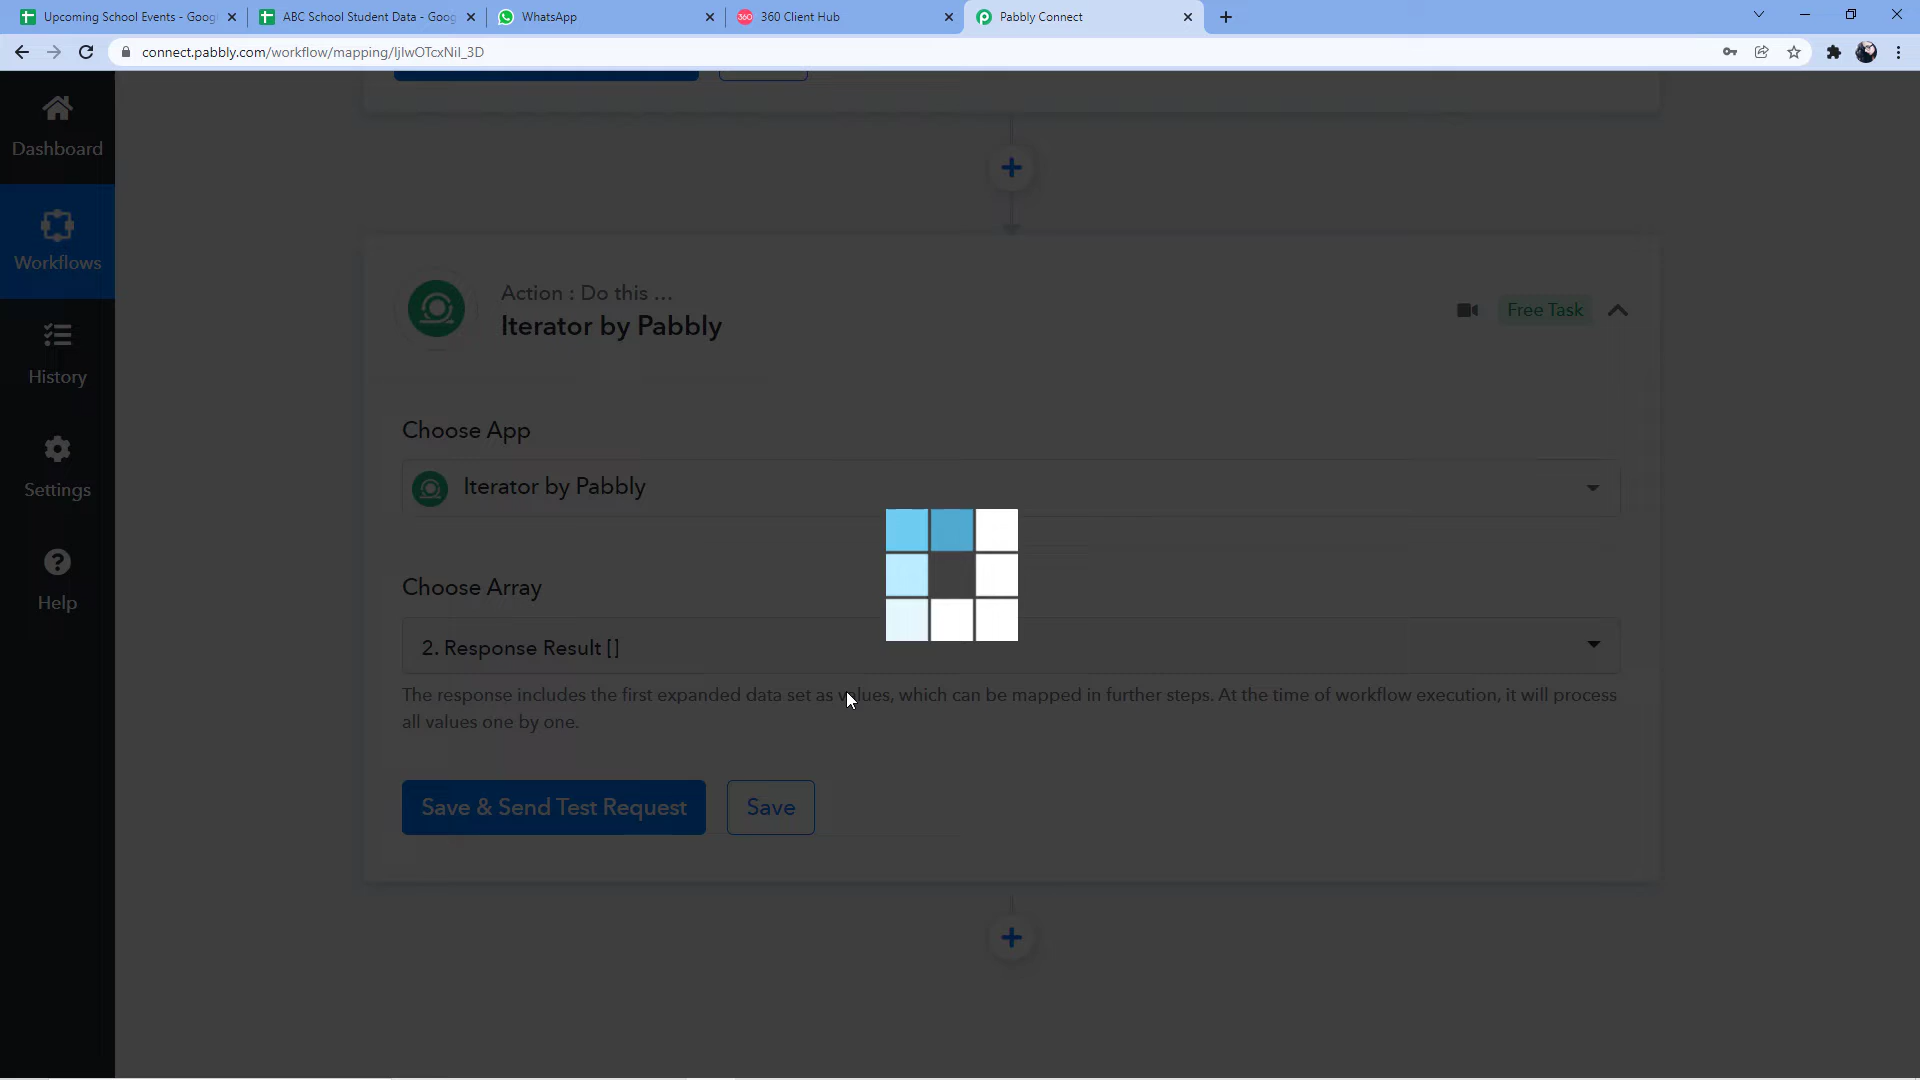 Upcoming School Events - Goog
ABC School Student Data - Goog
WhatsApp
360 Client Hub
Pabbly Connect
connect.pabbly.com/workflow/mapping/IjIwOTcxNiI_3D
Dashboard
Workflows
History
Settings
Help
Action : Do this ...
Iterator by Pabbly
Free Task
Choose App
Iterator by Pabbly
Choose Array
2. Response Result []
The response includes the first expanded data set as values, which can be mapped in further steps. At the time of workflow execution, it will process
all values one by one.
Save & Send Test Request
Save